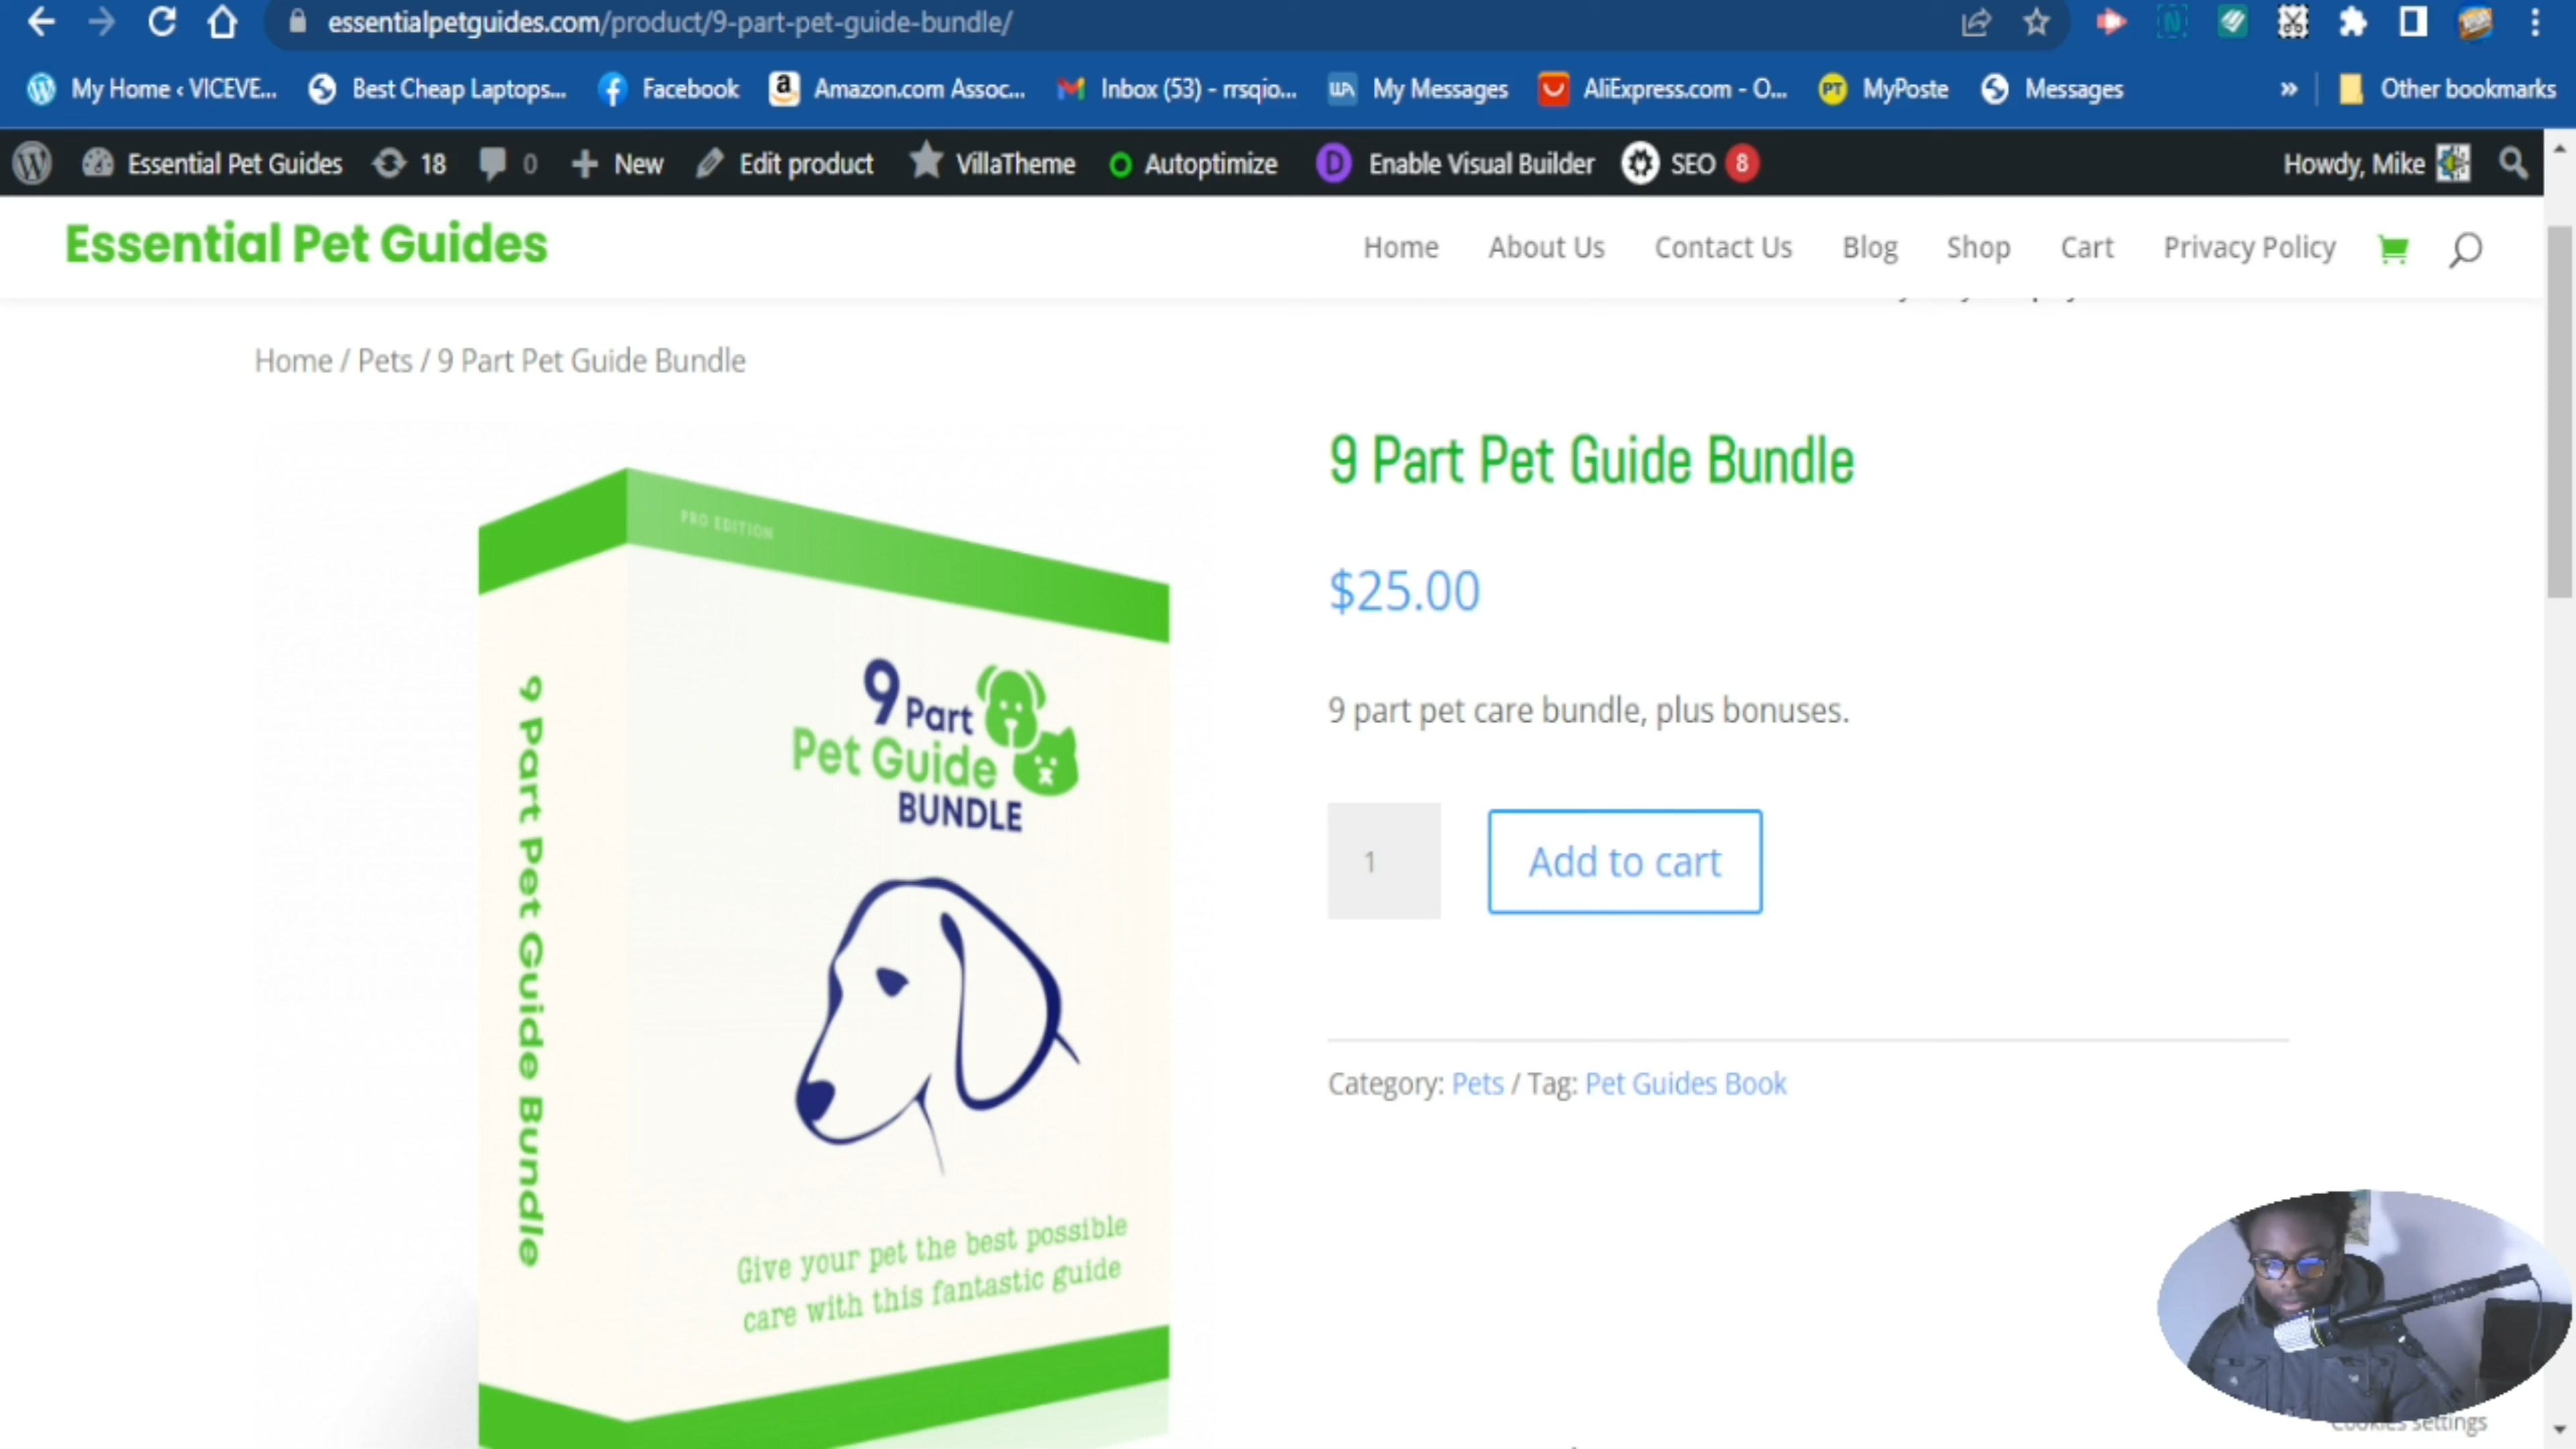 essentialpetguides.com/product/9-part-pet-guide-bundle/
My Home ‹ VICEVE... Best Cheap Laptops... Facebook Amazon.com Assoc... Inbox (53) - rrsqio... My Messages AliExpress.com - O... MyPoste Messages » Other bookmarks
Essential Pet Guides 18 0 New Edit product VillaTheme Autoptimize Enable Visual Builder SEO 8 Howdy, Mike
Essential Pet Guides
Home About Us Contact Us Blog Shop Cart Privacy Policy
Home / Pets / 9 Part Pet Guide Bundle
PRO EDITION
9 Part Pet Guide Bundle
9 Part
Pet Guide
BUNDLE
Give your pet the best possible
care with this fantastic guide
9 Part Pet Guide Bundle
$25.00
9 part pet care bundle, plus bonuses.
1 Add to cart
Category: Pets / Tag: Pet Guides Book
Cookies settings